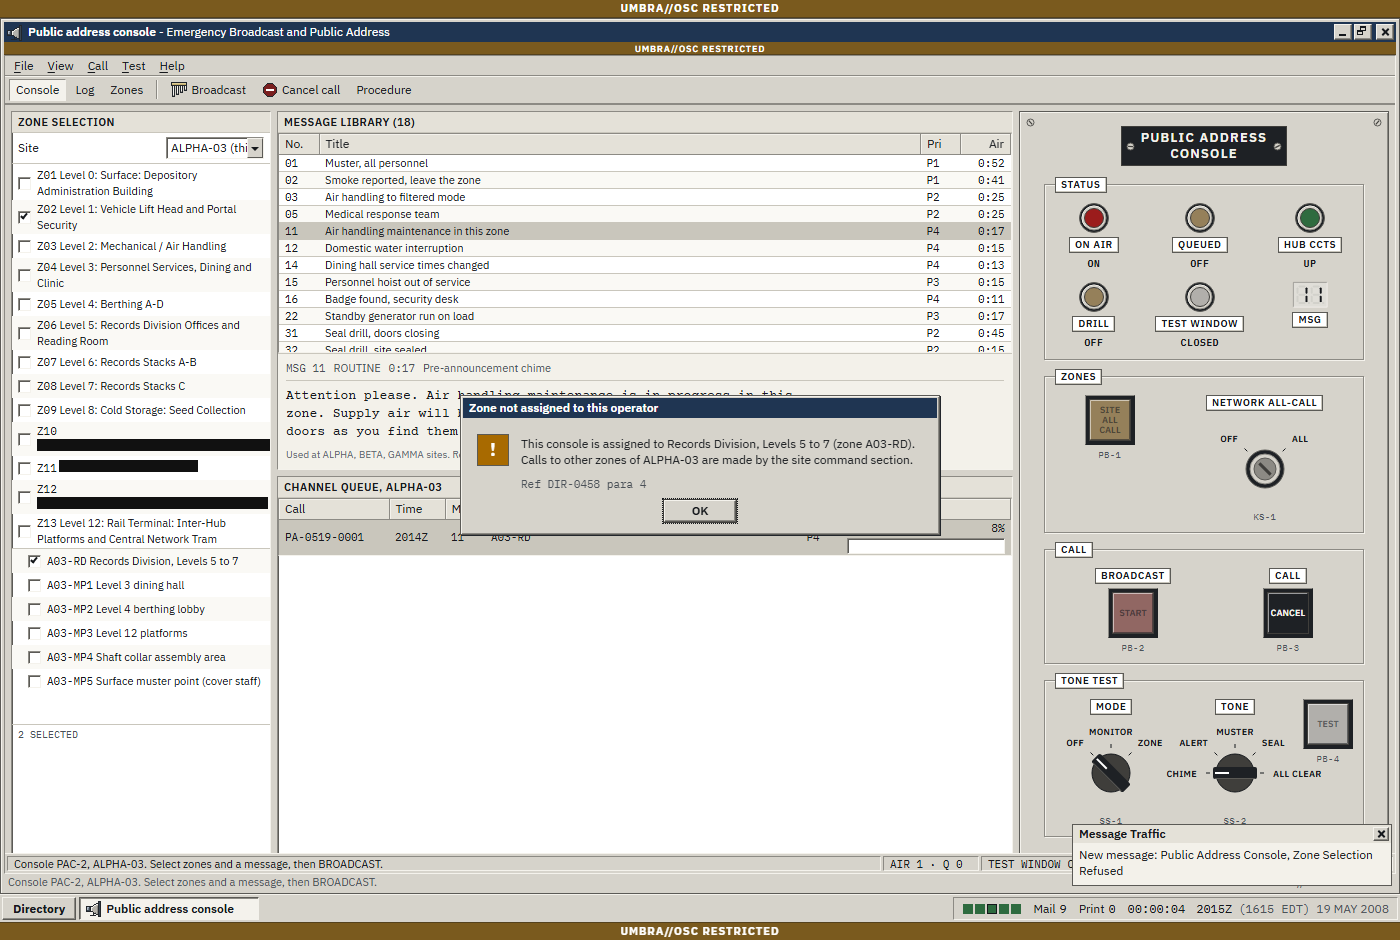 UMBRA//OSC RESTRICTED
Public address console - Emergency Broadcast and Public Address
UMBRA//OSC RESTRICTED
File View Call Test Help
Console Log Zones Broadcast Cancel call Procedure
ZONE SELECTION
Site ALPHA-03 (thi
Z01 Level 0: Surface: Depository
Administration Building
Z02 Level 1: Vehicle Lift Head and Portal
Security
Z03 Level 2: Mechanical / Air Handling
Z04 Level 3: Personnel Services, Dining and
Clinic
Z05 Level 4: Berthing A-D
Z06 Level 5: Records Division Offices and
Reading Room
Z07 Level 6: Records Stacks A-B
Z08 Level 7: Records Stacks C
Z09 Level 8: Cold Storage: Seed Collection
Z10
Z11
Z12
Z13 Level 12: Rail Terminal: Inter-Hub
Platforms and Central Network Tram
A03-RD Records Division, Levels 5 to 7
A03-MP1 Level 3 dining hall
A03-MP2 Level 4 berthing lobby
A03-MP3 Level 12 platforms
A03-MP4 Shaft collar assembly area
A03-MP5 Surface muster point (cover staff)
2 SELECTED
MESSAGE LIBRARY (18)
No. Title Pri Air
01 Muster, all personnel P1 0:52
02 Smoke reported, leave the zone P1 0:41
03 Air handling to filtered mode P2 0:25
05 Medical response team P2 0:25
11 Air handling maintenance in this zone P4 0:17
12 Domestic water interruption P4 0:15
14 Dining hall service times changed P4 0:13
15 Personnel hoist out of service P3 0:15
16 Badge found, security desk P4 0:11
22 Standby generator run on load P3 0:17
31 Seal drill, doors closing P2 0:45
32 Seal drill, site sealed P2 0:15
MSG 11 ROUTINE 0:17 Pre-announcement chime
Attention please. Air handling maintenance is in progress in this
zone. Supply air will
doors as you find them
Used at ALPHA, BETA, GAMMA sites.
Zone not assigned to this operator
This console is assigned to Records Division, Levels 5 to 7 (zone A03-RD).
Calls to other zones of ALPHA-03 are made by the site command section.
Ref DIR-0458 para 4
OK
CHANNEL QUEUE, ALPHA-03
Call Time M
PA-0519-0001 2014Z 11 A03-RD P4 8%
PUBLIC ADDRESS
CONSOLE
STATUS
ON AIR QUEUED HUB CCTS
ON OFF UP
11
DRILL TEST WINDOW MSG
OFF CLOSED
ZONES
SITE
ALL
CALL
PB-1
NETWORK ALL-CALL
OFF ALL
KS-1
CALL
BROADCAST CALL
START CANCEL
PB-2 PB-3
TONE TEST
MODE TONE
MONITOR MUSTER TEST
OFF ZONE ALERT SEAL
PB-4
CHIME ALL CLEAR
SS-1 SS-2
Message Traffic
New message: Public Address Console, Zone Selection
Refused
Console PAC-2, ALPHA-03. Select zones and a message, then BROADCAST. AIR 1 · Q 0 TEST WINDOW
Console PAC-2, ALPHA-03. Select zones and a message, then BROADCAST.
Directory Public address console Mail 9 Print 0 00:00:04 2015Z (1615 EDT) 19 MAY 2008
UMBRA//OSC RESTRICTED